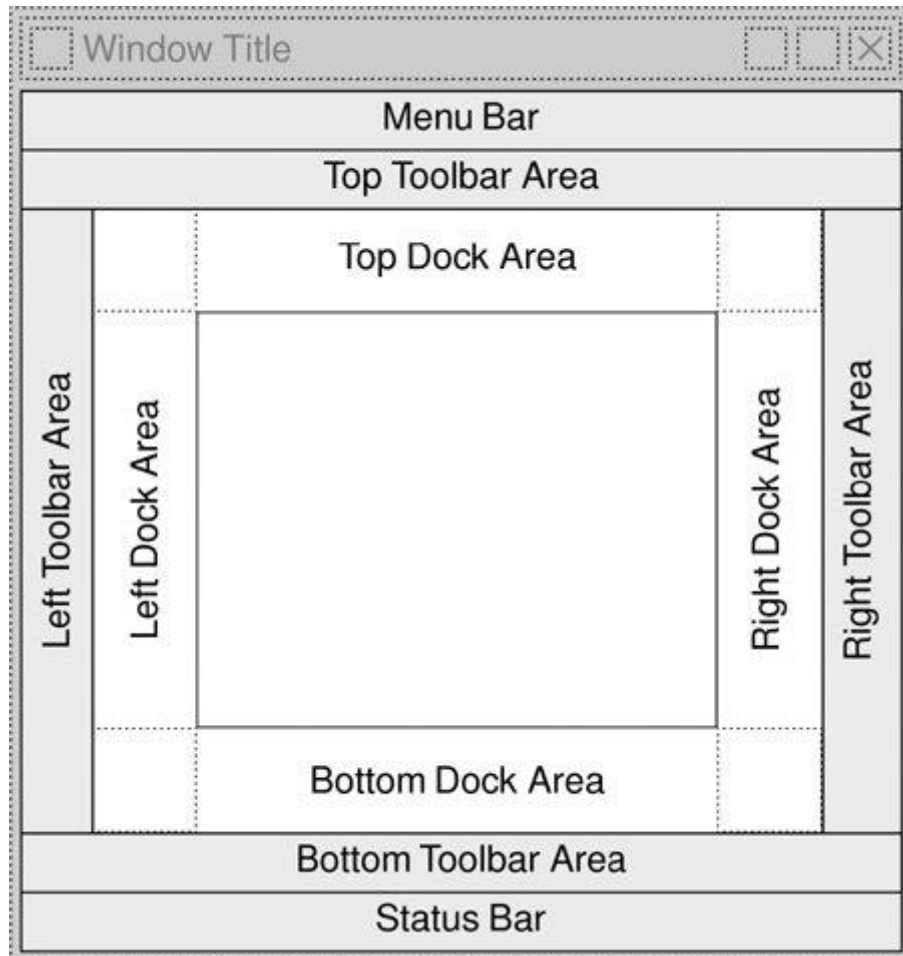 Window Title
Menu Bar
Top Toolbar Area
Top Dock Area
Left Toolbar Area
Left Dock Area
Right Dock Area
Right Toolbar Area
Bottom Dock Area
Bottom Toolbar Area
Status Bar